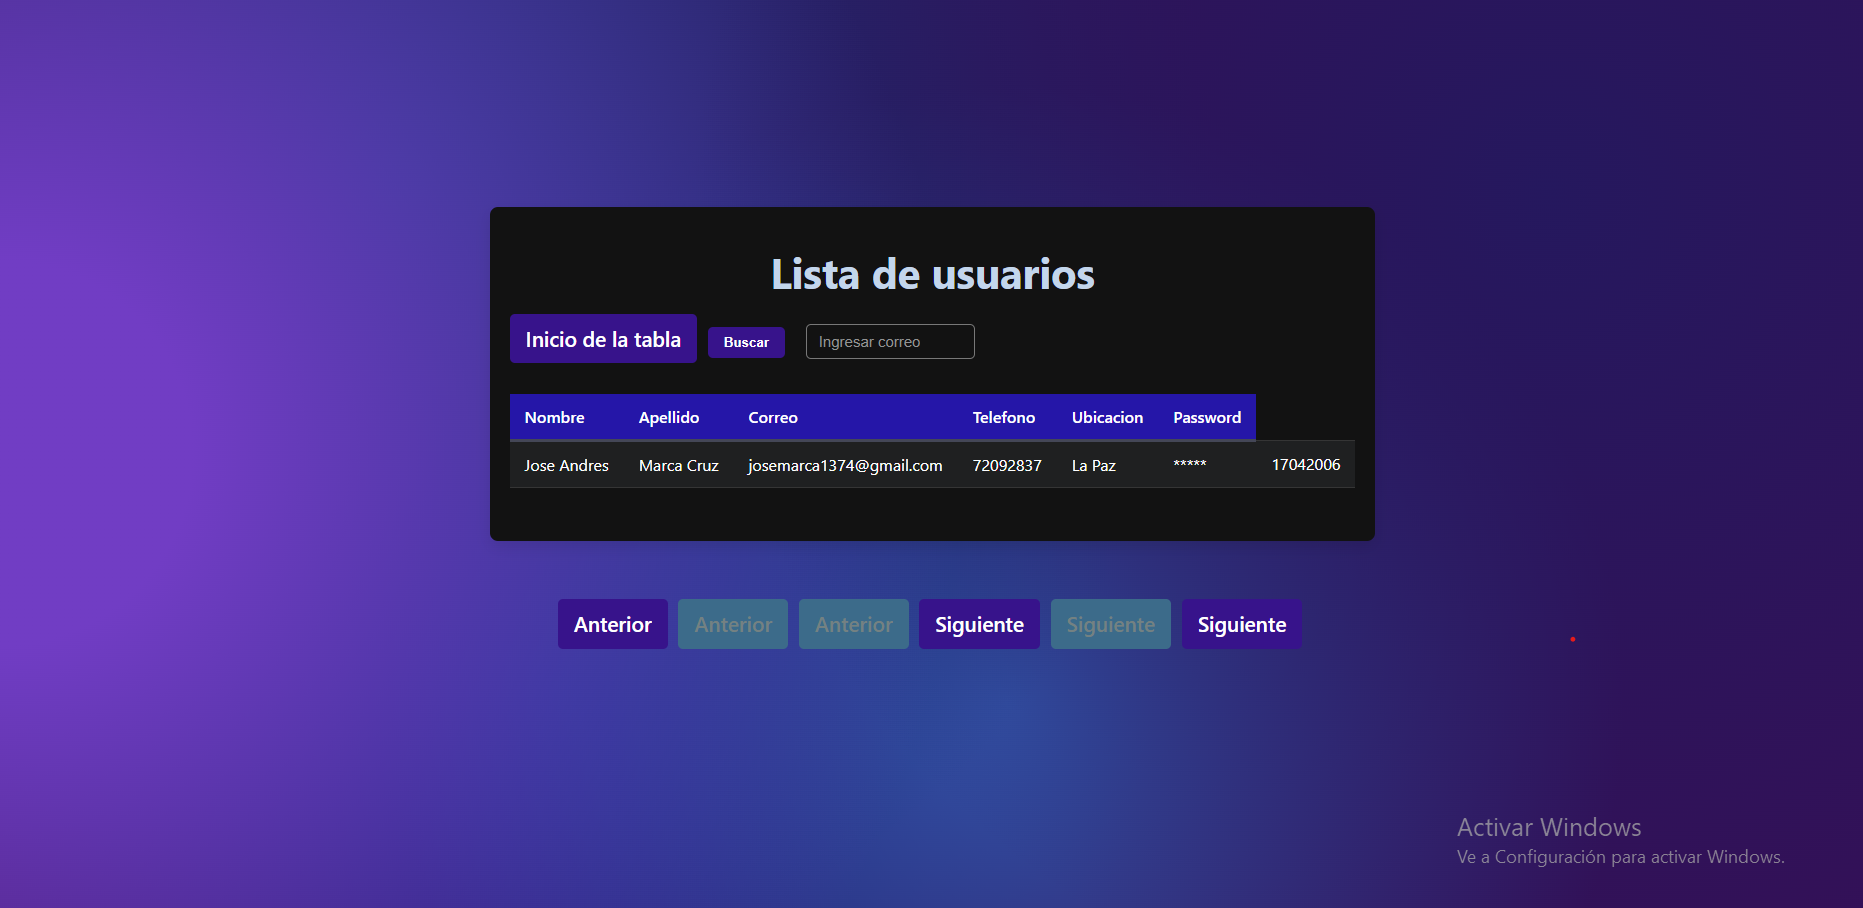 Lista de usuarios
Inicio de la tabla Buscar Ingresar correo
Nombre Apellido Correo Telefono Ubicacion Password
Jose Andres Marca Cruz josemarca1374@gmail.com 72092837 La Paz ***** 17042006
Anterior Anterior Anterior Siguiente Siguiente Siguiente
Activar Windows
Ve a Configuración para activar Windows.